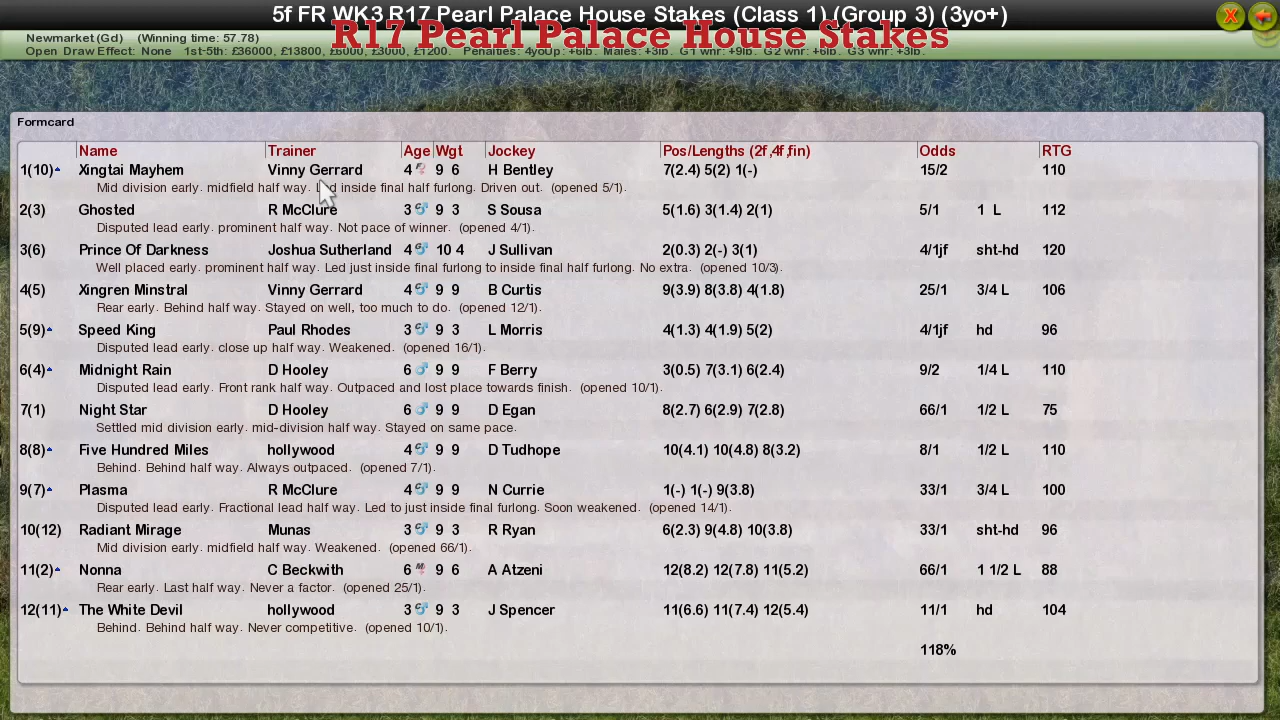 5f FR WK3 R17 Pearl Palace House Stakes (Class 1) (Group 3) (3yo+)
R17 Pearl Palace House Stakes
Newmarket (Gd) (Winning time: 57.78)
Open Draw Effect: None 1st-5th: £36000, £13800, £6000, £3000, £1200. Penalties: 4yoUp: +6lb. Males: +3lb. G1 wnr: +9lb. G2 wnr: +6lb. G3 wnr: +3lb.
Formcard
Name Trainer Age Wgt Jockey Pos/Lengths (2f,4f,fin) Odds RTG
1(10) Xingtai Mayhem Vinny Gerrard 4 9 6 H Bentley 7(2.4) 5(2) 1(-) 15/2 110
Mid division early. midfield half way. Led inside final half furlong. Driven out. (opened 5/1).
2(3) Ghosted R McClure 3 9 3 S Sousa 5(1.6) 3(1.4) 2(1) 5/1 1 L 112
Disputed lead early. prominent half way. Not pace of winner. (opened 4/1).
3(6) Prince Of Darkness Joshua Sutherland 4 10 4 J Sullivan 2(0.3) 2(-) 3(1) 4/1jf sht-hd 120
Well placed early. prominent half way. Led just inside final furlong to inside final half furlong. No extra. (opened 10/3).
4(5) Xingren Minstral Vinny Gerrard 4 9 9 B Curtis 9(3.9) 8(3.8) 4(1.8) 25/1 3/4 L 106
Rear early. Behind half way. Stayed on well, too much to do. (opened 12/1).
5(9) Speed King Paul Rhodes 3 9 3 L Morris 4(1.3) 4(1.9) 5(2) 4/1jf hd 96
Disputed lead early. close up half way. Weakened. (opened 16/1).
6(4) Midnight Rain D Hooley 6 9 9 F Berry 3(0.5) 7(3.1) 6(2.4) 9/2 1/4 L 110
Disputed lead early. Front rank half way. Outpaced and lost place towards finish. (opened 10/1).
7(1) Night Star D Hooley 6 9 9 D Egan 8(2.7) 6(2.9) 7(2.8) 66/1 1/2 L 75
Settled mid division early. mid-division half way. Stayed on same pace.
8(8) Five Hundred Miles hollywood 4 9 9 D Tudhope 10(4.1) 10(4.8) 8(3.2) 8/1 1/2 L 110
Behind. Behind half way. Always outpaced. (opened 7/1).
9(7) Plasma R McClure 4 9 9 N Currie 1(-) 1(-) 9(3.8) 33/1 3/4 L 100
Disputed lead early. Fractional lead half way. Led to just inside final furlong. Soon weakened. (opened 14/1).
10(12) Radiant Mirage Munas 3 9 3 R Ryan 6(2.3) 9(4.8) 10(3.8) 33/1 sht-hd 96
Mid division early. midfield half way. Weakened. (opened 66/1).
11(2) Nonna C Beckwith 6 9 6 A Atzeni 12(8.2) 12(7.8) 11(5.2) 66/1 1 1/2 L 88
Rear early. Last half way. Never a factor. (opened 25/1).
12(11) The White Devil hollywood 3 9 3 J Spencer 11(6.6) 11(7.4) 12(5.4) 11/1 hd 104
Behind. Behind half way. Never competitive. (opened 10/1).
118%